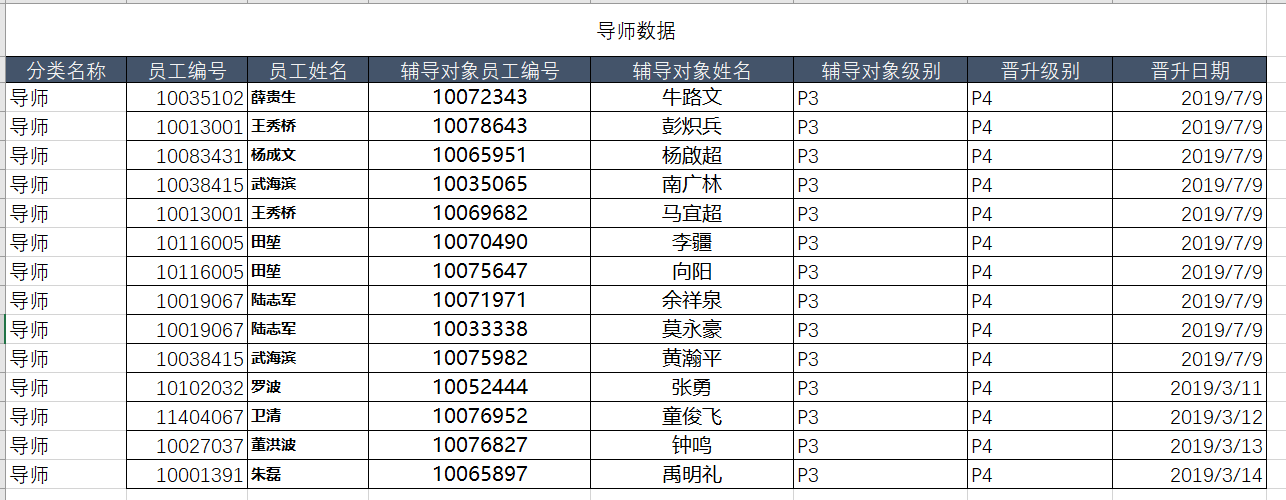 导师数据
分类名称 员工编号 员工姓名 辅导对象员工编号 辅导对象姓名 辅导对象级别 晋升级别 晋升日期
导师 10035102 薛贵生 10072343 牛路文 P3 P4 2019/7/9
导师 10013001 王秀桥 10078643 彭炽兵 P3 P4 2019/7/9
导师 10083431 杨成文 10065951 杨啟超 P3 P4 2019/7/9
导师 10038415 武海滨 10035065 南广林 P3 P4 2019/7/9
导师 10013001 王秀桥 10069682 马宜超 P3 P4 2019/7/9
导师 10116005 田堃 10070490 李疆 P3 P4 2019/7/9
导师 10116005 田堃 10075647 向阳 P3 P4 2019/7/9
导师 10019067 陆志军 10071971 余祥泉 P3 P4 2019/7/9
导师 10019067 陆志军 10033338 莫永豪 P3 P4 2019/7/9
导师 10038415 武海滨 10075982 黄瀚平 P3 P4 2019/7/9
导师 10102032 罗波 10052444 张勇 P3 P4 2019/3/11
导师 11404067 卫清 10076952 童俊飞 P3 P4 2019/3/12
导师 10027037 董洪波 10076827 钟鸣 P3 P4 2019/3/13
导师 10001391 朱磊 10065897 禹明礼 P3 P4 2019/3/14